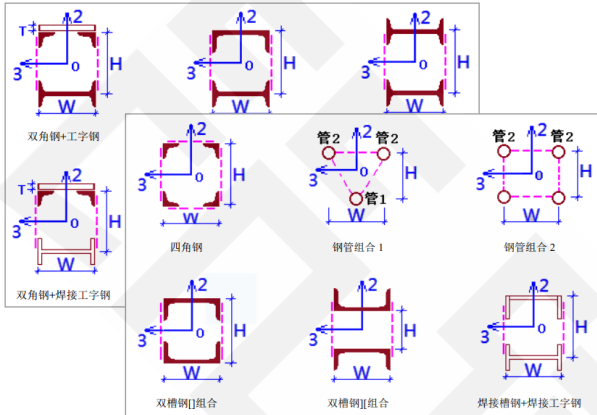 T 2 3 O H W
2 3 O H W
2 3 O H W
双角钢+工字钢
T 2 3 O H W
双角钢+焊接工字钢
2 3 O H W
管2 管2 2 3 O H 管1 W
管2 管2 2 3 O H W
四角钢
钢管组合 1
钢管组合 2
2 3 O H W
2 3 O H W
2 3 O H W
双槽钢[]组合
双槽钢][组合
焊接槽钢+焊接工字钢